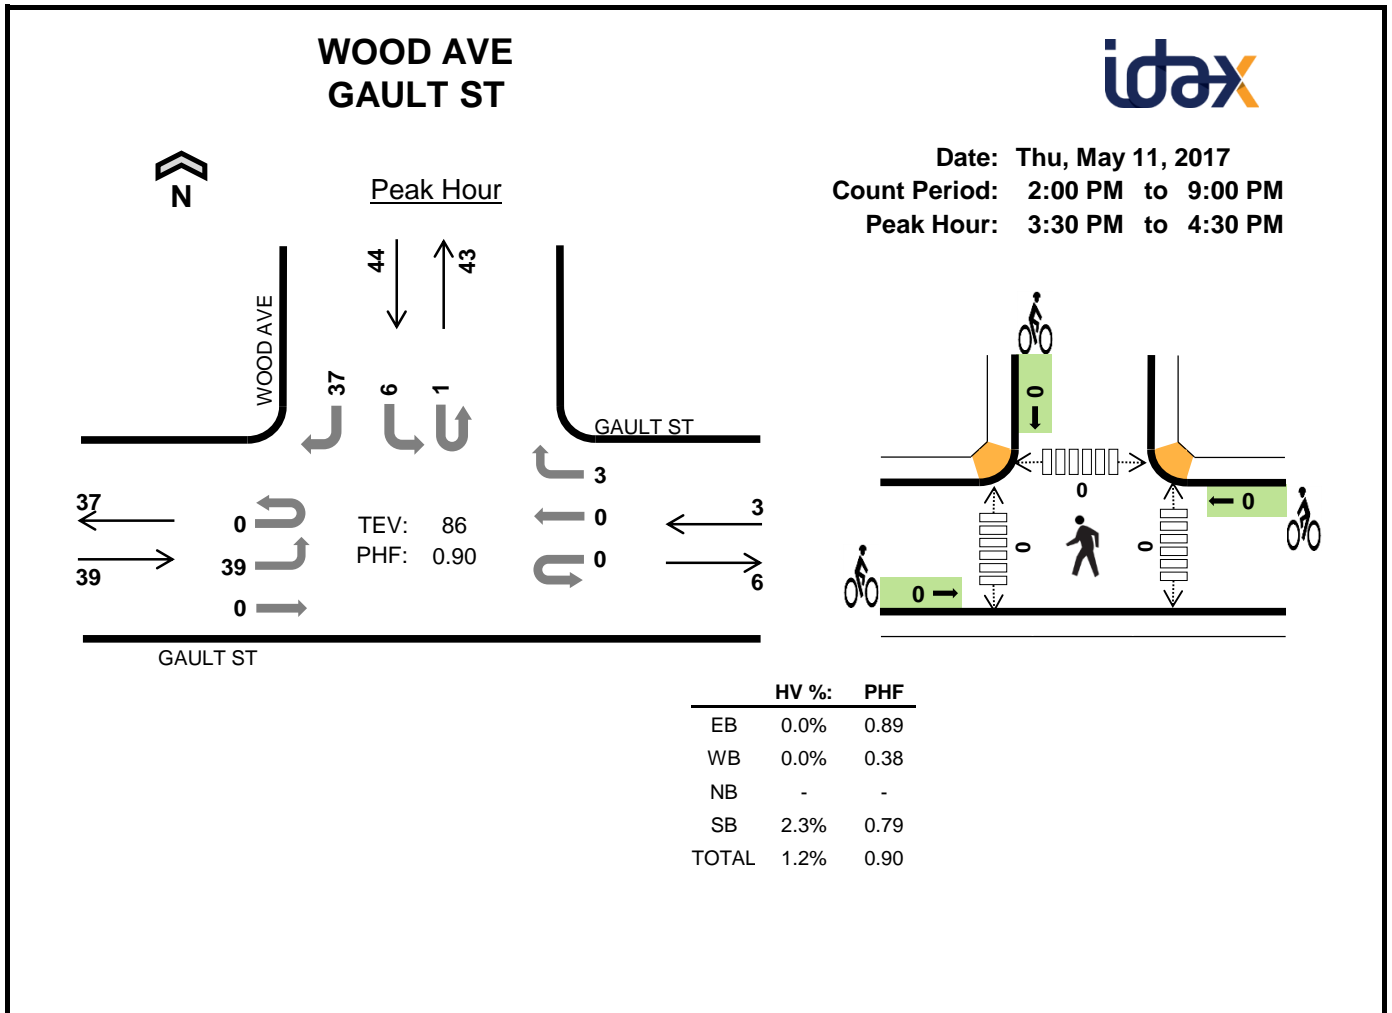 WOOD AVE
GAULT ST
idax
Date: Thu, May 11, 2017
Count Period: 2:00 PM to 9:00 PM
Peak Hour: 3:30 PM to 4:30 PM
N
Peak Hour
44
43
WOOD AVE
37
6
1
GAULT ST
3
0
0
37
39
0
39
0
TEV: 86
PHF: 0.90
3
6
GAULT ST
0
0
0
0
0
0
HV %: PHF
EB 0.0% 0.89
WB 0.0% 0.38
NB - -
SB 2.3% 0.79
TOTAL 1.2% 0.90